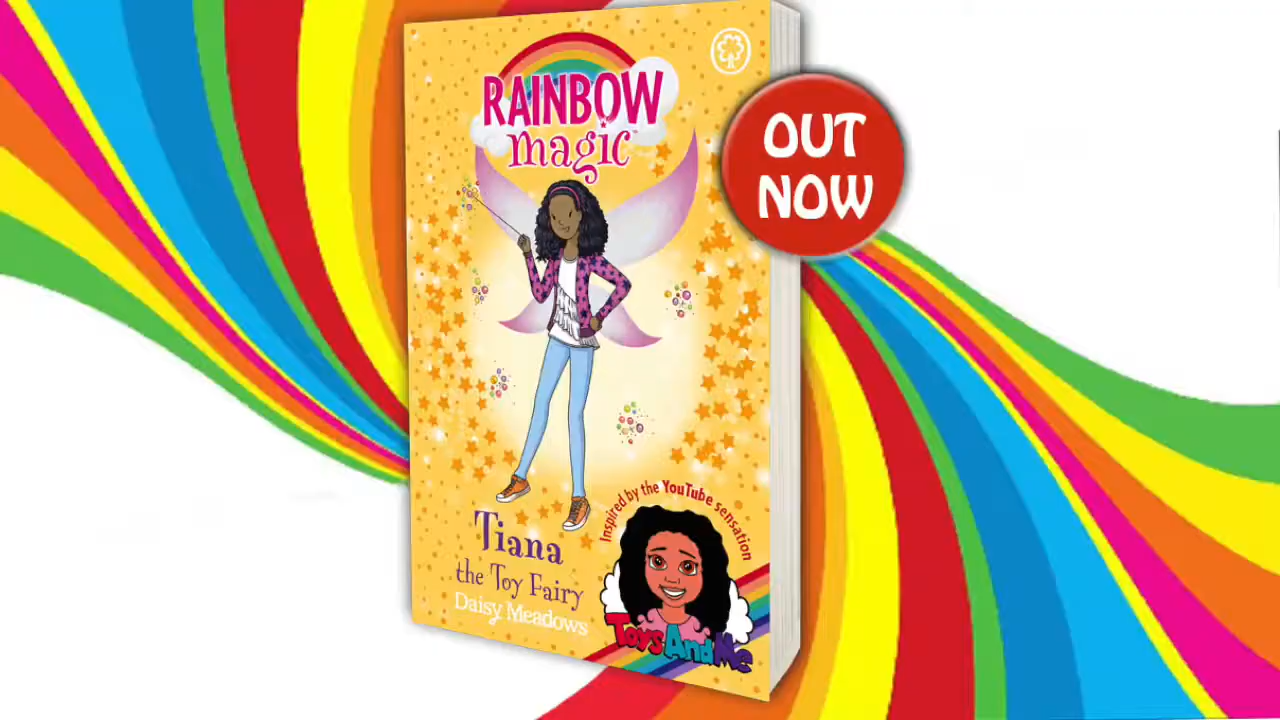 RAINBOW
magic
OUT
NOW
Inspired by the YouTube sensation
Tiana
the Toy Fairy
Daisy Meadows
ToysAndMe